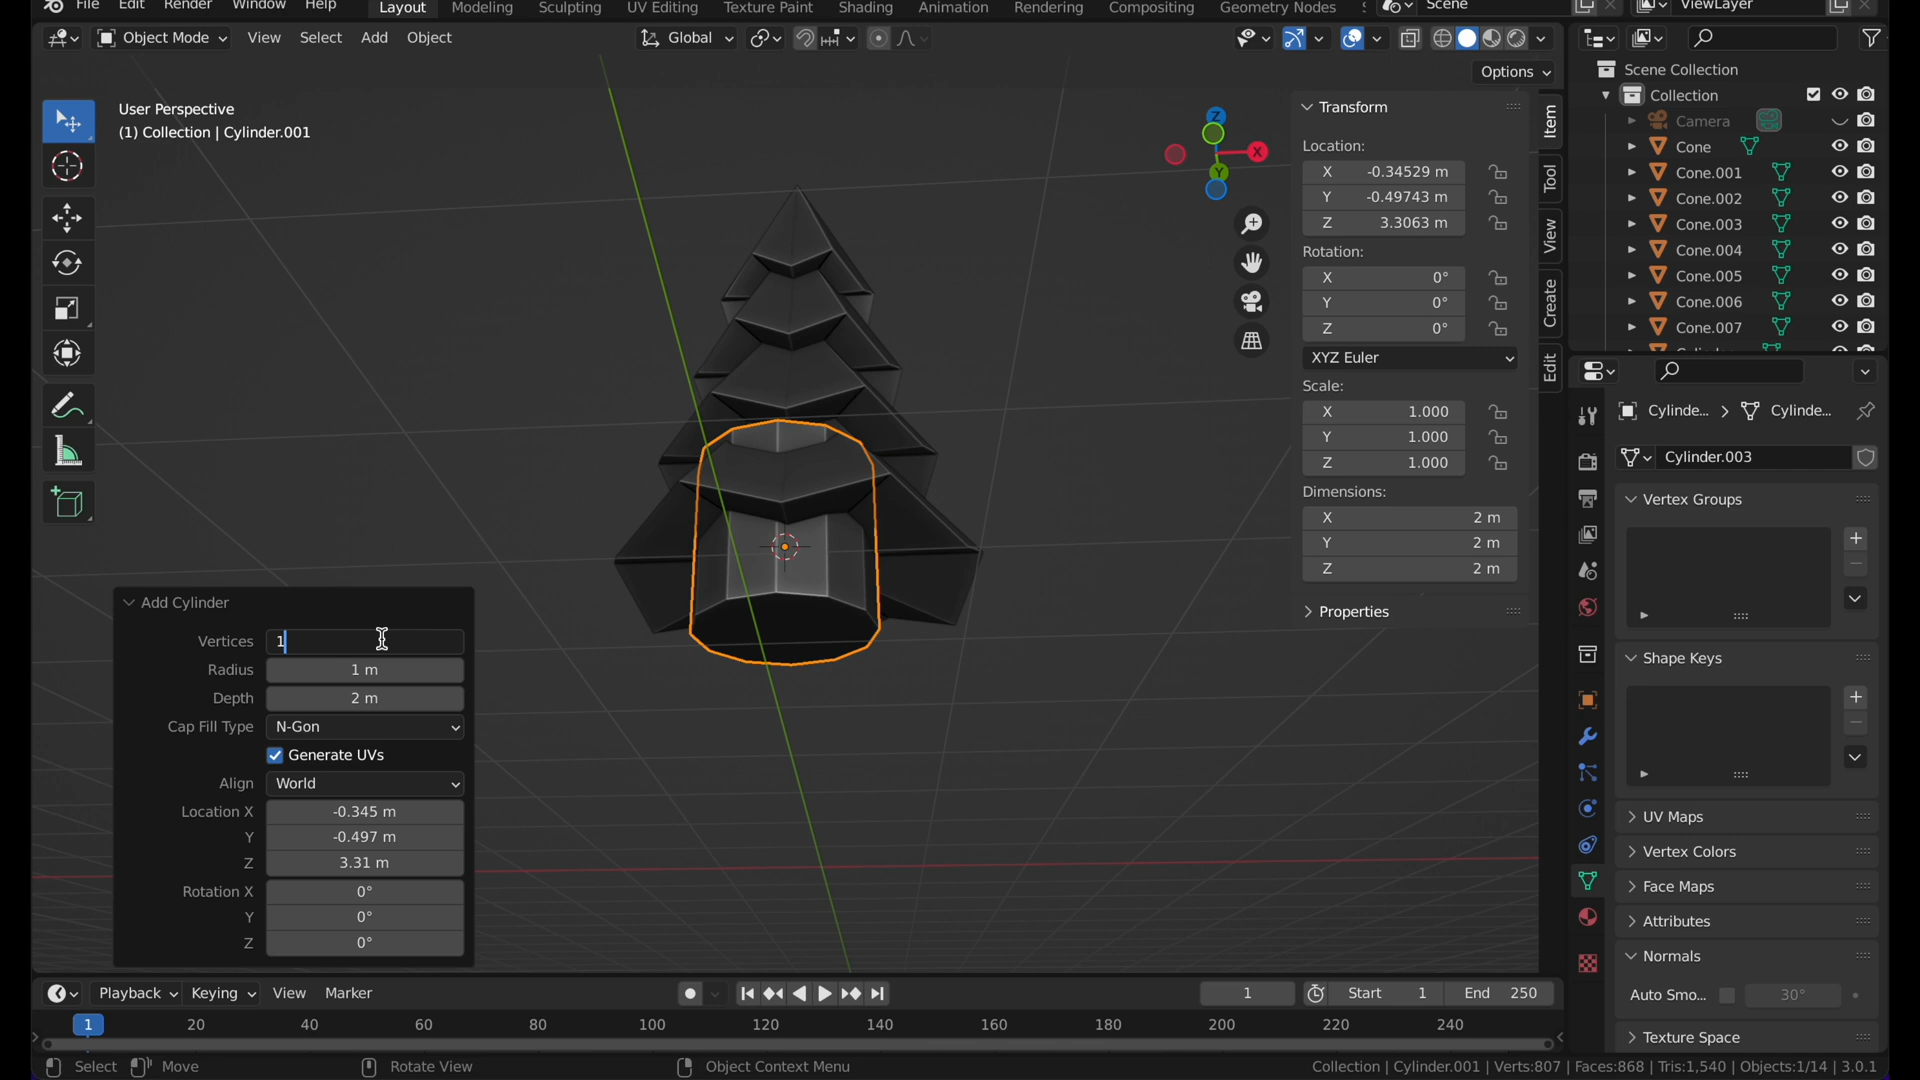 File Edit Render Window Help Layout Modeling Sculpting UV Editing Texture Paint Shading Animation Rendering Compositing Geometry Nodes Scene ViewLayer
Object Mode View Select Add Object Global
Options
User Perspective
(1) Collection | Cylinder.001
Z
X
Y
Transform
Location:
X -0.34529 m
Y -0.49743 m
Z 3.3063 m
Rotation:
X 0°
Y 0°
Z 0°
XYZ Euler
Scale:
X 1.000
Y 1.000
Z 1.000
Dimensions:
X 2 m
Y 2 m
Z 2 m
Properties
Item
Tool
View
Create
Edit
Scene Collection
Collection
Camera
Cone
Cone.001
Cone.002
Cone.003
Cone.004
Cone.005
Cone.006
Cone.007
Cylinde... Cylinde...
Cylinder.003
Vertex Groups
Shape Keys
UV Maps
Vertex Colors
Face Maps
Attributes
Normals
Auto Smo... 30°
Texture Space
Add Cylinder
Vertices 1
Radius 1 m
Depth 2 m
Cap Fill Type N-Gon
Generate UVs
Align World
Location X -0.345 m
Y -0.497 m
Z 3.31 m
Rotation X 0°
Y 0°
Z 0°
Playback Keying View Marker 1 Start 1 End 250
1 20 40 60 80 100 120 140 160 180 200 220 240
Select Move Rotate View Object Context Menu Collection | Cylinder.001 | Verts:807 | Faces:868 | Tris:1,540 | Objects:1/14 | 3.0.1